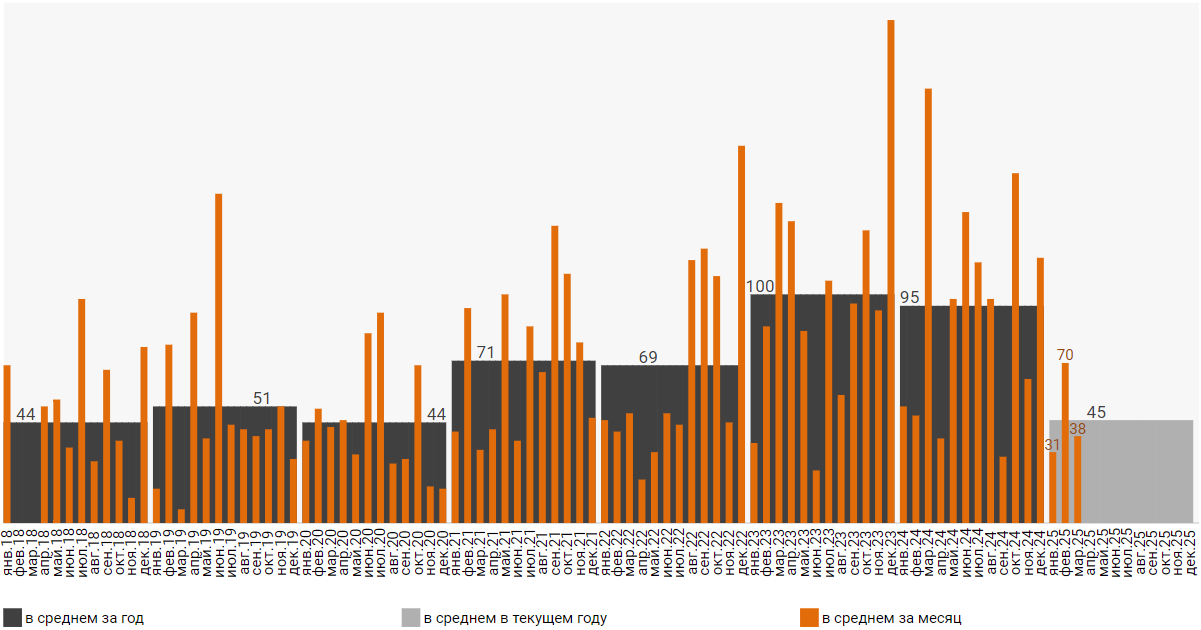 100
95
70
71
69
51
45
44
44
38
31
янв.18 фев.18 мар.18 апр.18 май.18 июн.18 июл.18 авг.18 сен.18 окт.18 ноя.18 дек.18 янв.19 фев.19 мар.19 апр.19 май.19 июн.19 июл.19 авг.19 сен.19 окт.19 ноя.19 дек.19 янв.20 фев.20 мар.20 апр.20 май.20 июн.20 июл.20 авг.20 сен.20 окт.20 ноя.20 дек.20 янв.21 фев.21 мар.21 апр.21 май.21 июн.21 июл.21 авг.21 сен.21 окт.21 ноя.21 дек.21 янв.22 фев.22 мар.22 апр.22 май.22 июн.22 июл.22 авг.22 сен.22 окт.22 ноя.22 дек.22 янв.23 фев.23 мар.23 апр.23 май.23 июн.23 июл.23 авг.23 сен.23 окт.23 ноя.23 дек.23 янв.24 фев.24 мар.24 апр.24 май.24 июн.24 июл.24 авг.24 сен.24 окт.24 ноя.24 дек.24 янв.25 фев.25 мар.25 апр.25 май.25 июн.25 июл.25 авг.25 сен.25 окт.25 ноя.25 дек.25
в среднем за год
в среднем в текущем году
в среднем за месяц